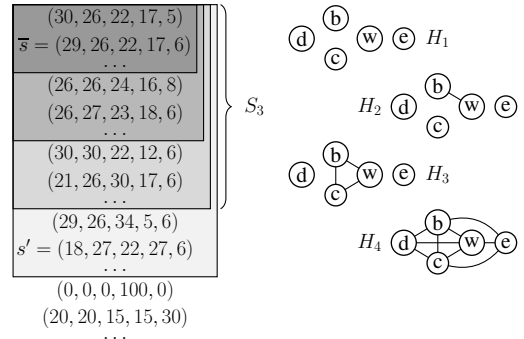 (30, 26, 22, 17, 5)
s̅ = (29, 26, 22, 17, 6)
...
(26, 26, 24, 16, 8)
(26, 27, 23, 18, 6)
...
(30, 30, 22, 12, 6)
(21, 26, 30, 17, 6)
...
(29, 26, 34, 5, 6)
s' = (18, 27, 22, 27, 6)
...
(0, 0, 0, 100, 0)
(20, 20, 15, 15, 30)
...
S₃
b
d w e H₁
c
b
d w e H₂
c
b
d w e H₃
c
b
d w e H₄
c